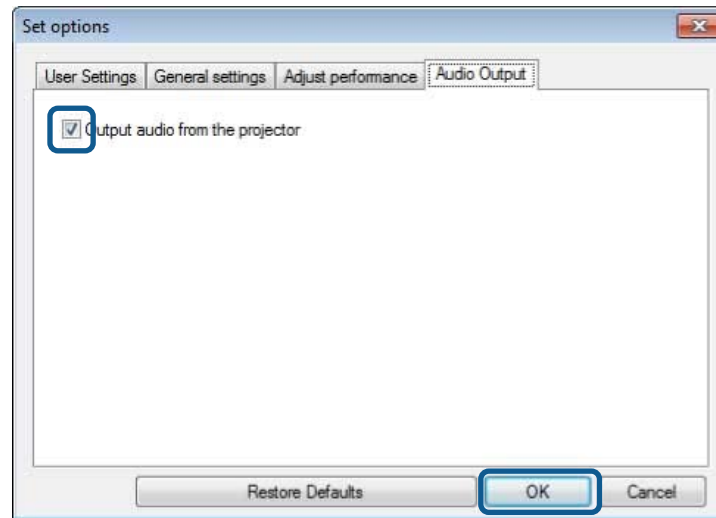 Set options
User Settings General settings Adjust performance Audio Output
Output audio from the projector
Restore Defaults OK Cancel